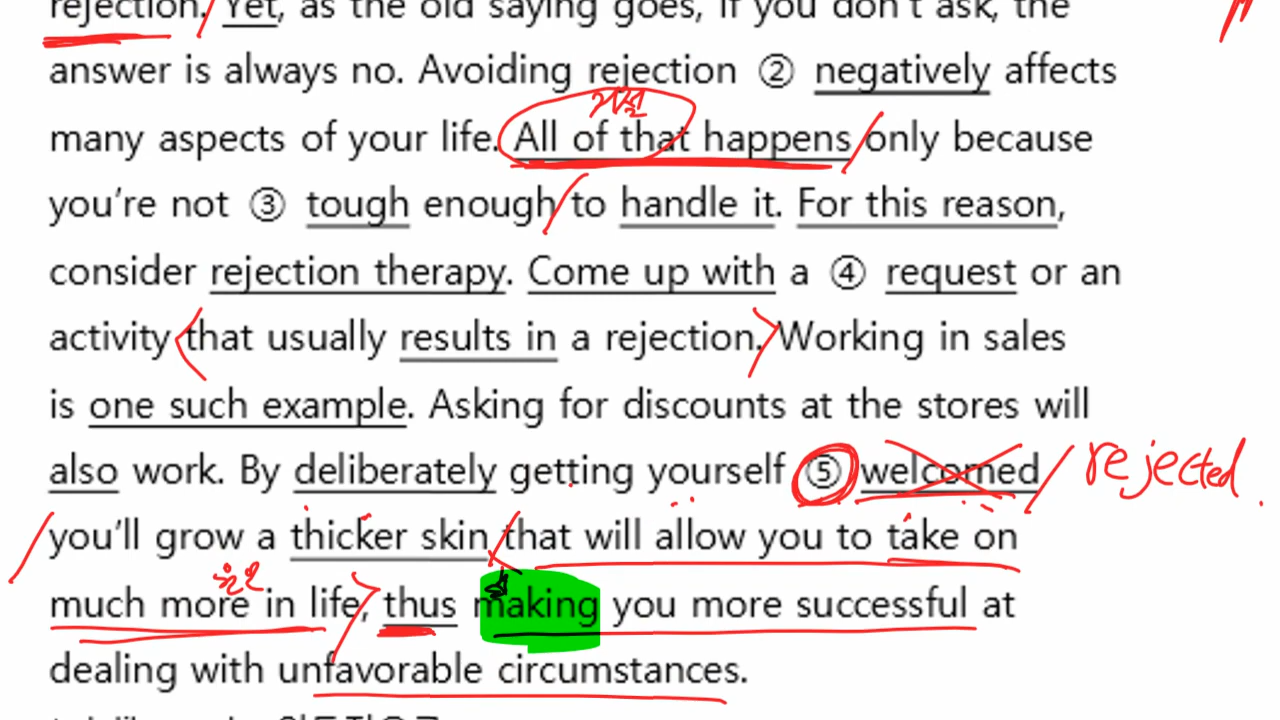 rejection. Yet, as the old saying goes, if you don't ask, the
answer is always no. Avoiding rejection ② negatively affects
거절
many aspects of your life. All of that happens only because
you're not ③ tough enough to handle it. For this reason,
consider rejection therapy. Come up with a ④ request or an
activity that usually results in a rejection. Working in sales
is one such example. Asking for discounts at the stores will
also work. By deliberately getting yourself ⑤ welcomed rejected
you'll grow a thicker skin that will allow you to take on
much more in life, thus making you more successful at
dealing with unfavorable circumstances.